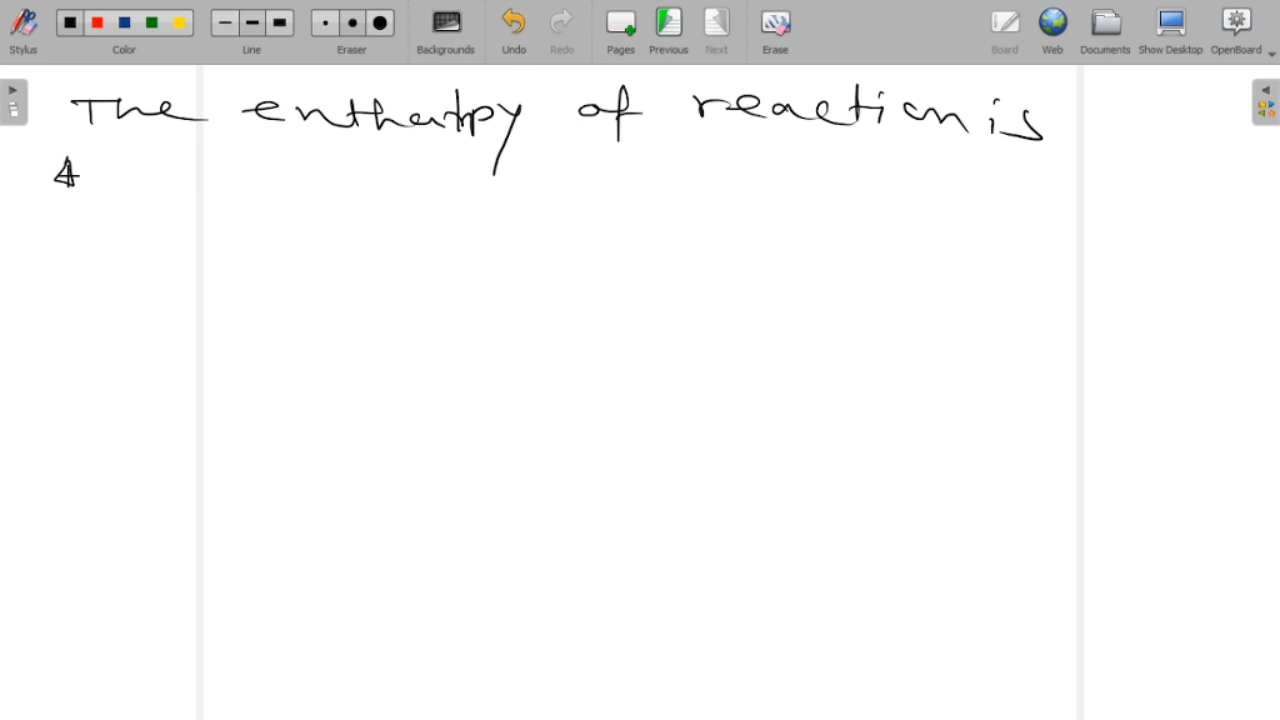 Stylus Color Line Eraser Backgrounds Undo Redo Pages Previous Next Erase Board Web Documents Show Desktop OpenBoard
The enthalpy of reaction is